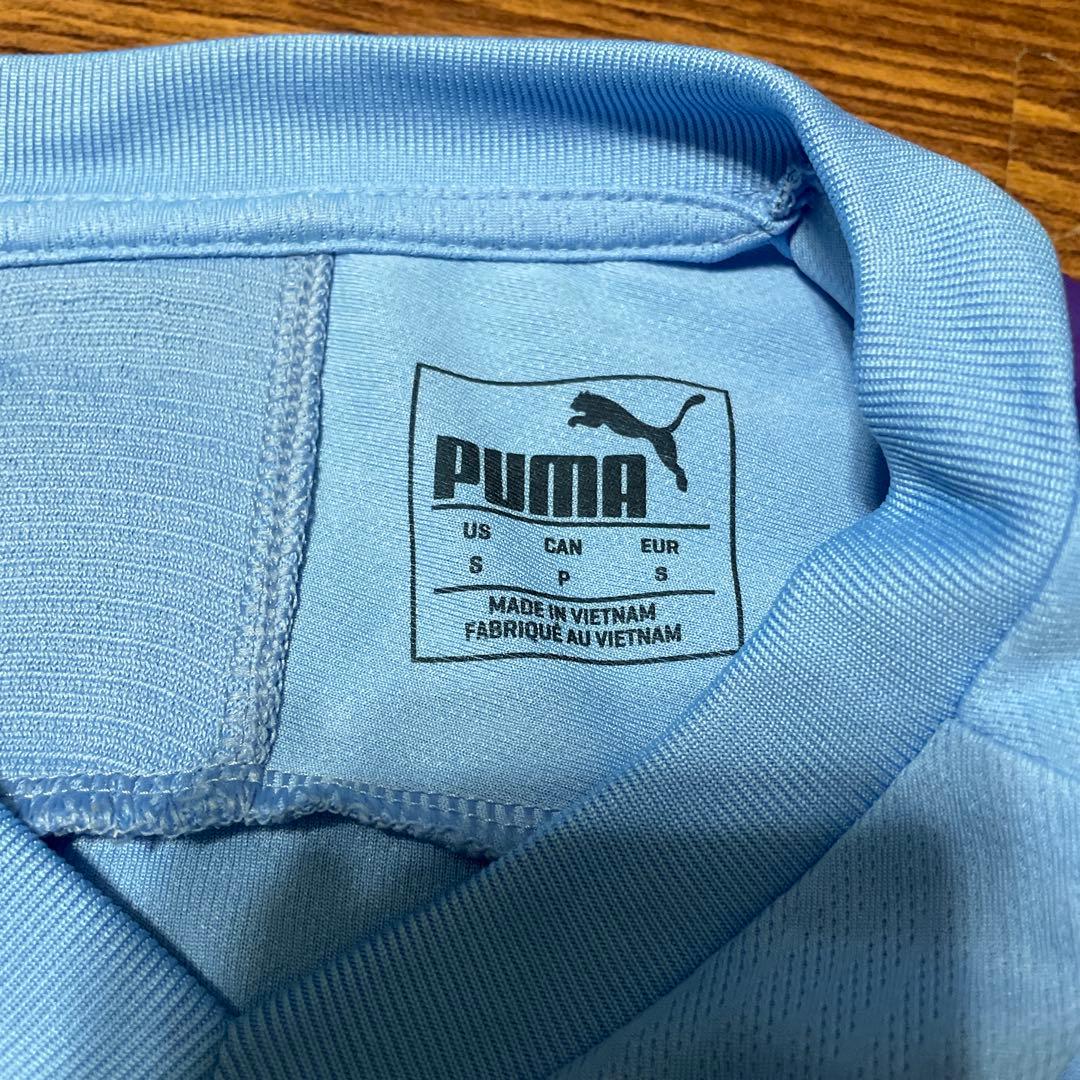 PUMA
US CAN EUR
S P S
MADE IN VIETNAM
FABRIQUÉ AU VIETNAM